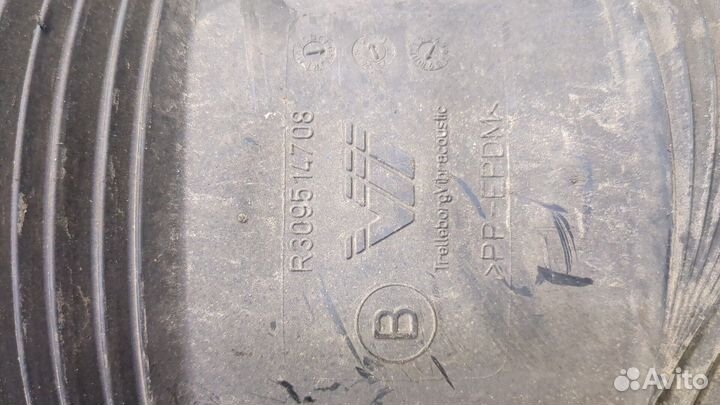 R309514708
TrelleborgVibracoustic
>PP-EPDM<
B
Avito